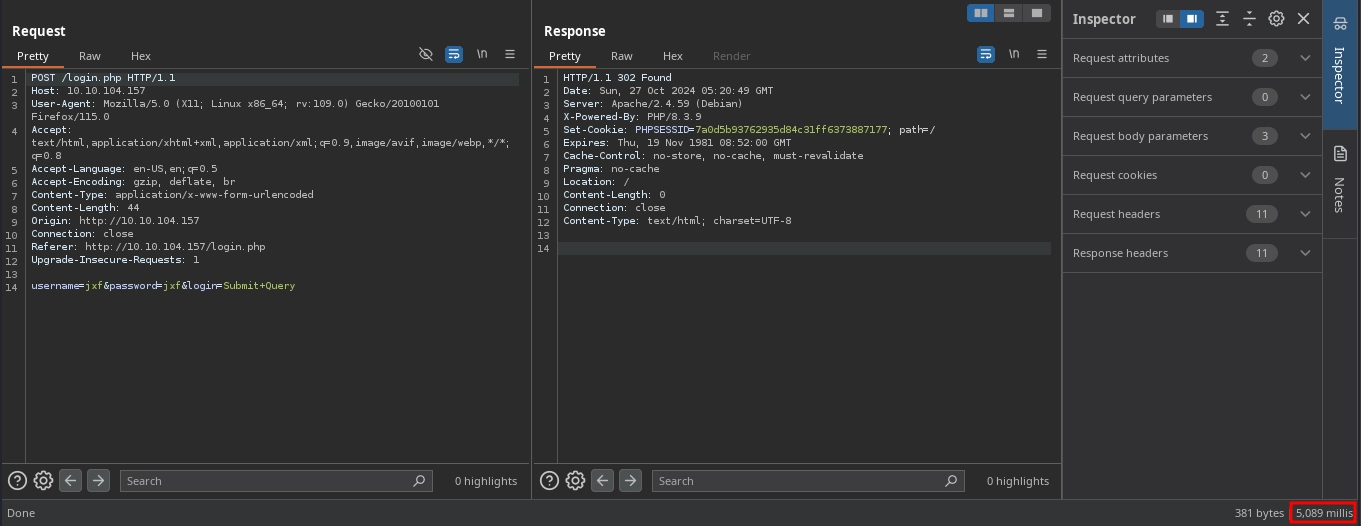 Request
Pretty Raw Hex \n
1 POST /login.php HTTP/1.1
2 Host: 10.10.104.157
3 User-Agent: Mozilla/5.0 (X11; Linux x86_64; rv:109.0) Gecko/20100101
Firefox/115.0
4 Accept:
text/html,application/xhtml+xml,application/xml;q=0.9,image/avif,image/webp,*/*;
q=0.8
5 Accept-Language: en-US,en;q=0.5
6 Accept-Encoding: gzip, deflate, br
7 Content-Type: application/x-www-form-urlencoded
8 Content-Length: 44
9 Origin: http://10.10.104.157
10 Connection: close
11 Referer: http://10.10.104.157/login.php
12 Upgrade-Insecure-Requests: 1
13
14 username=jxf&password=jxf&login=Submit+Query
Search 0 highlights
Response
Pretty Raw Hex Render \n
1 HTTP/1.1 302 Found
2 Date: Sun, 27 Oct 2024 05:20:49 GMT
3 Server: Apache/2.4.59 (Debian)
4 X-Powered-By: PHP/8.3.9
5 Set-Cookie: PHPSESSID=7a0d5b93762935d84c31ff6373887177; path=/
6 Expires: Thu, 19 Nov 1981 08:52:00 GMT
7 Cache-Control: no-store, no-cache, must-revalidate
8 Pragma: no-cache
9 Location: /
10 Content-Length: 0
11 Connection: close
12 Content-Type: text/html; charset=UTF-8
13
14
Search 0 highlights
Inspector
Request attributes 2
Request query parameters 0
Request body parameters 3
Request cookies 0
Request headers 11
Response headers 11
Inspector
Notes
Done
381 bytes 5,089 millis